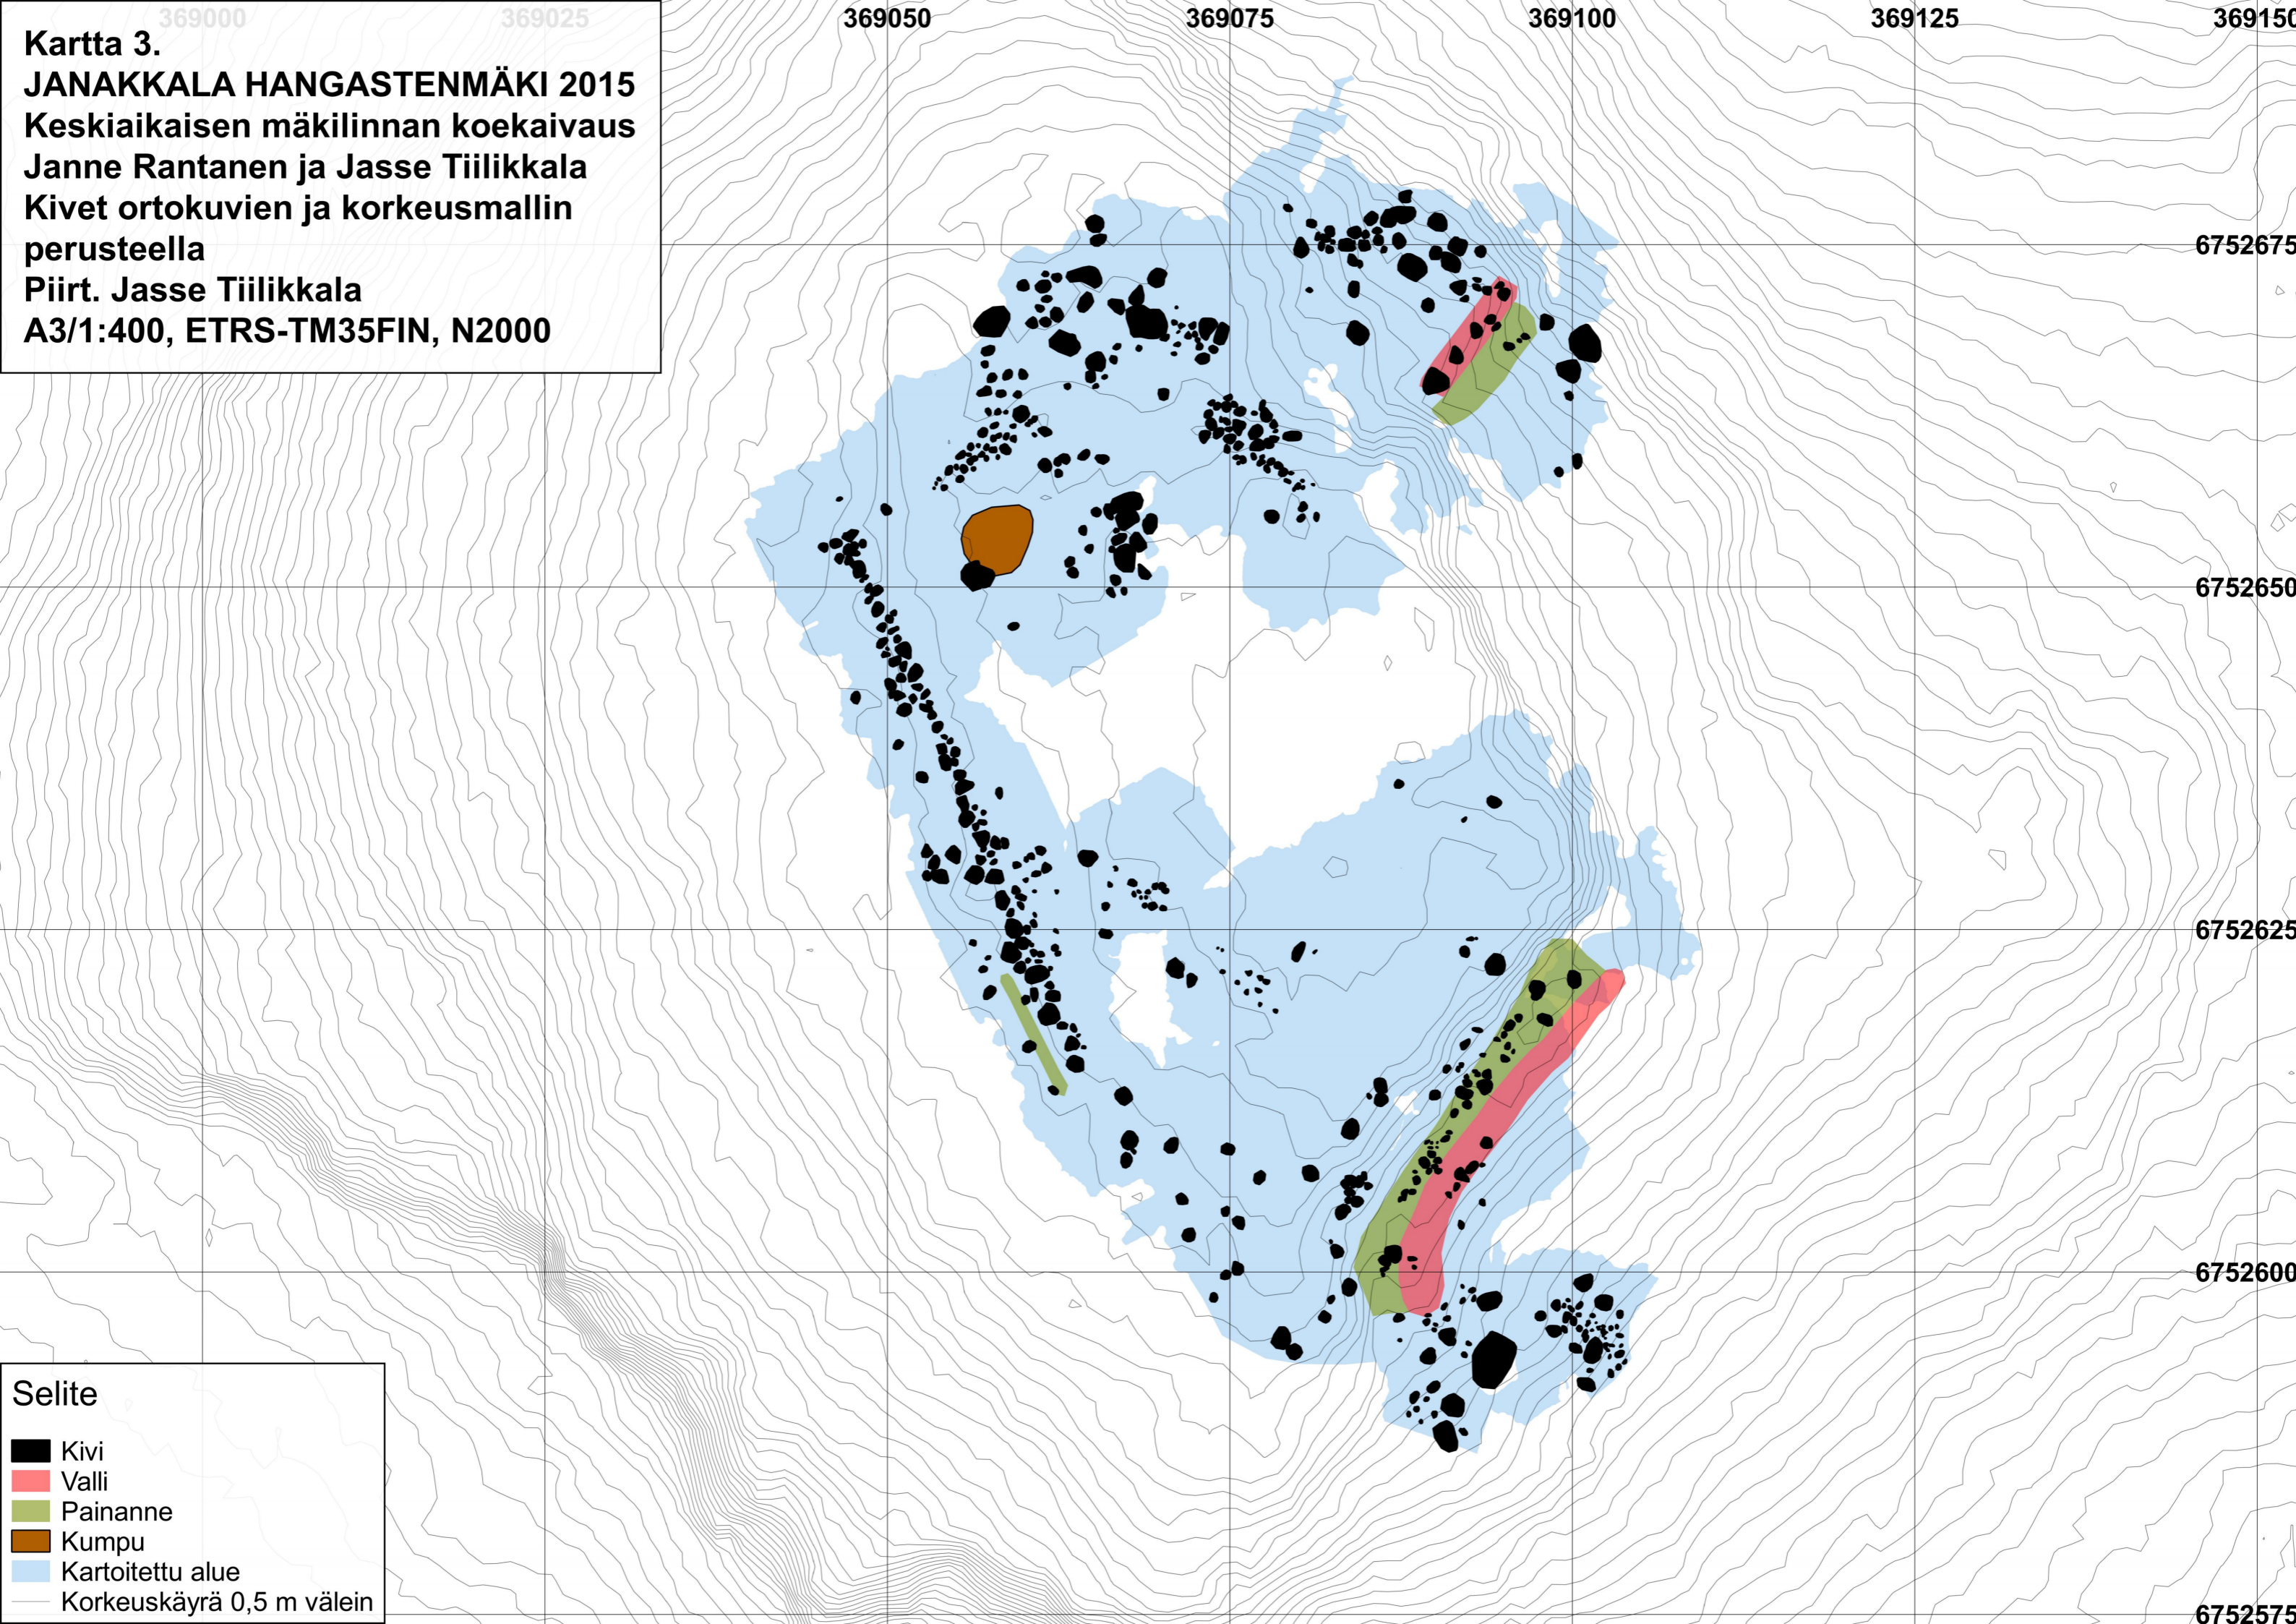 369000
369025
369050
369075
369100
369125
369150
Kartta 3.
JANAKKALA HANGASTENMÄKI 2015
Keskiaikaisen mäkilinnan koekaivaus
Janne Rantanen ja Jasse Tiilikkala
Kivet ortokuvien ja korkeusmallin
perusteella
Piirt. Jasse Tiilikkala
A3/1:400, ETRS-TM35FIN, N2000
6752675
6752650
6752625
6752600
6752575
Selite
Kivi
Valli
Painanne
Kumpu
Kartoitettu alue
Korkeuskäyrä 0,5 m välein